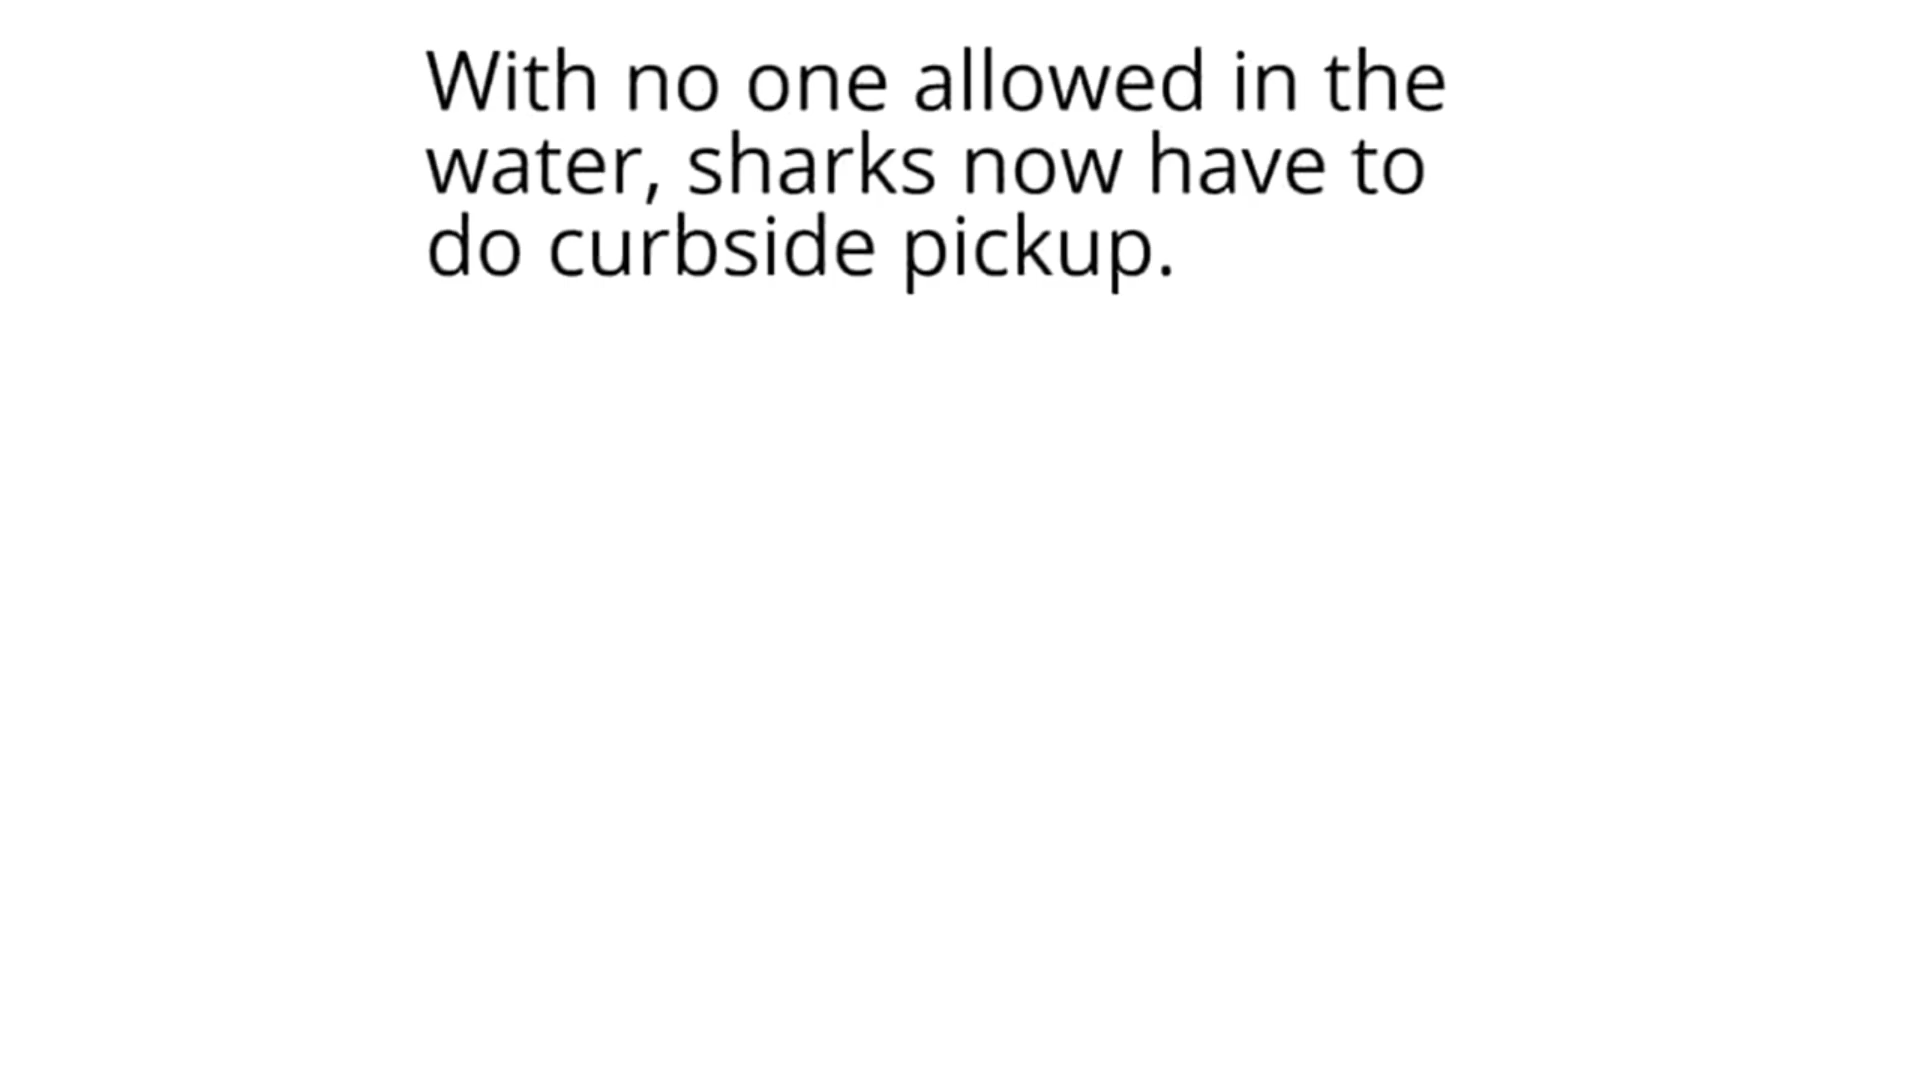 With no one allowed in the
water, sharks now have to
do curbside pickup.